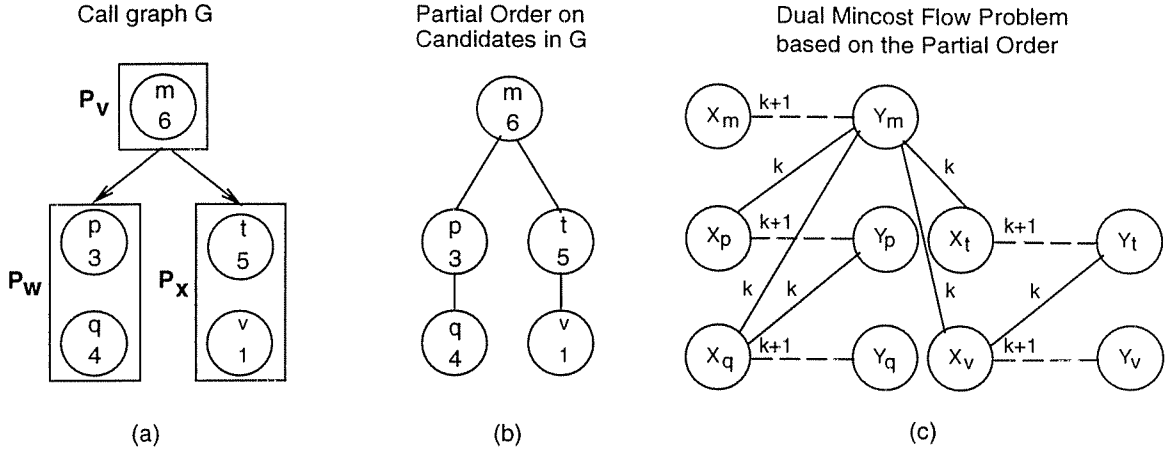 Call graph G
Partial Order on
Candidates in G
Dual Mincost Flow Problem
based on the Partial Order
Pv
m
6
p
3
q
4
Pw
t
5
v
1
Px
m
6
p
3
t
5
q
4
v
1
Xm
k+1
Ym
k
k
Xp
k+1
Yp
Xt
k+1
Yt
k
k
k
k
Xq
k+1
Yq
Xv
k+1
Yv
(a)
(b)
(c)